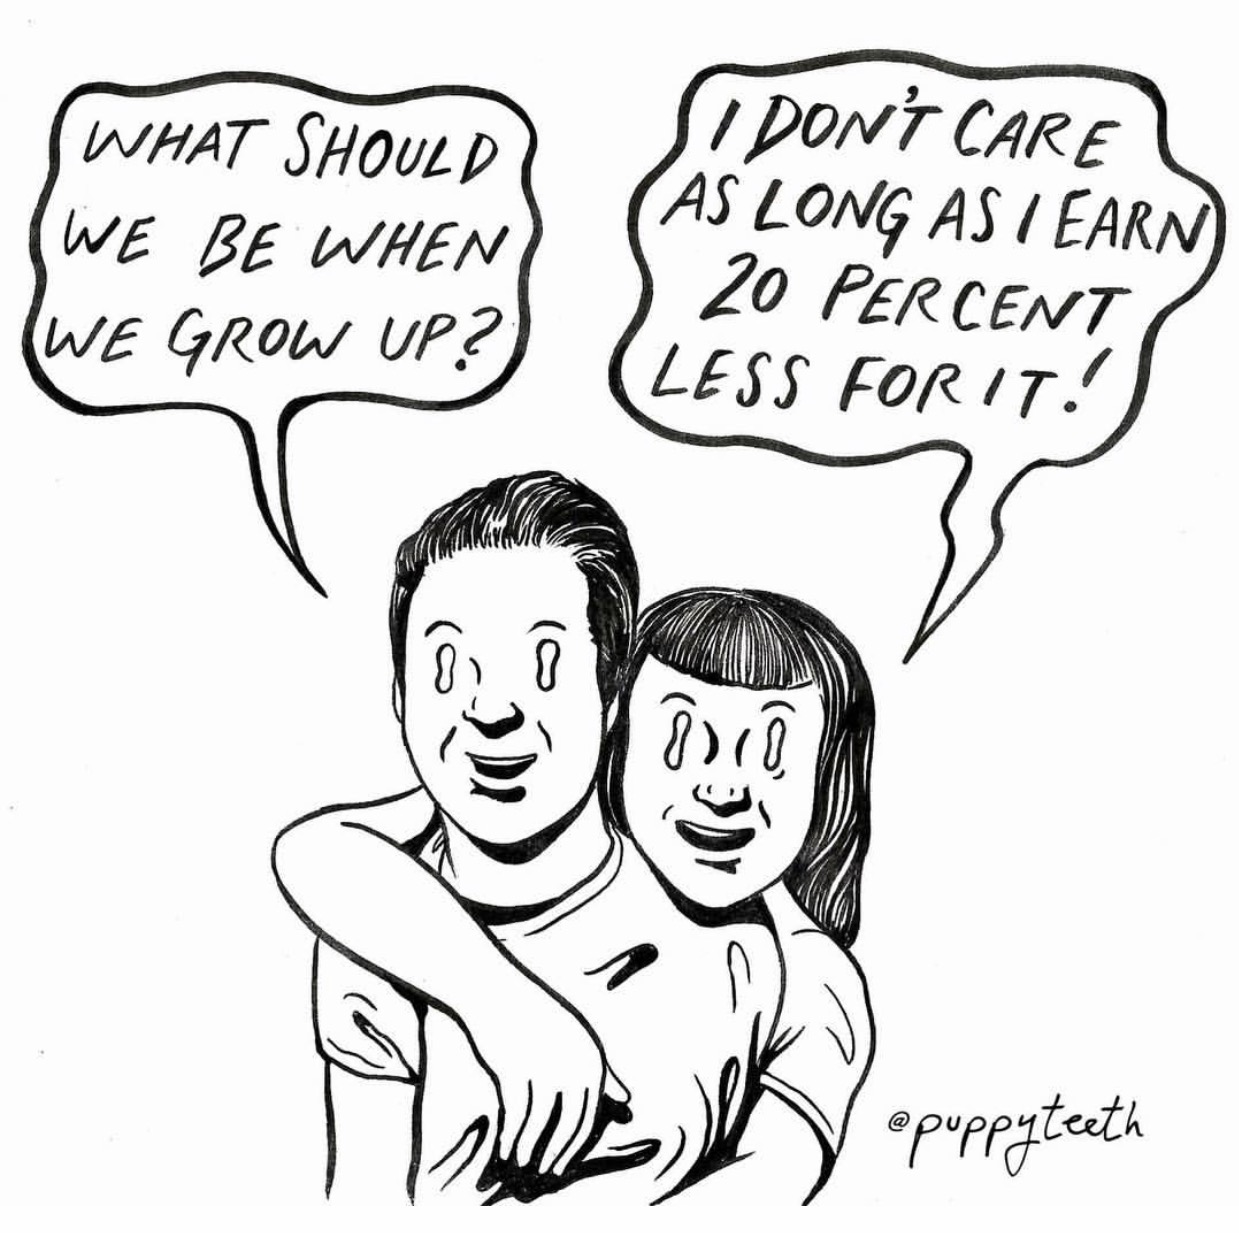 WHAT SHOULD
WE BE WHEN
WE GROW UP?
I DON'T CARE
AS LONG AS I EARN
20 PERCENT
LESS FOR IT!
@puppyteeth